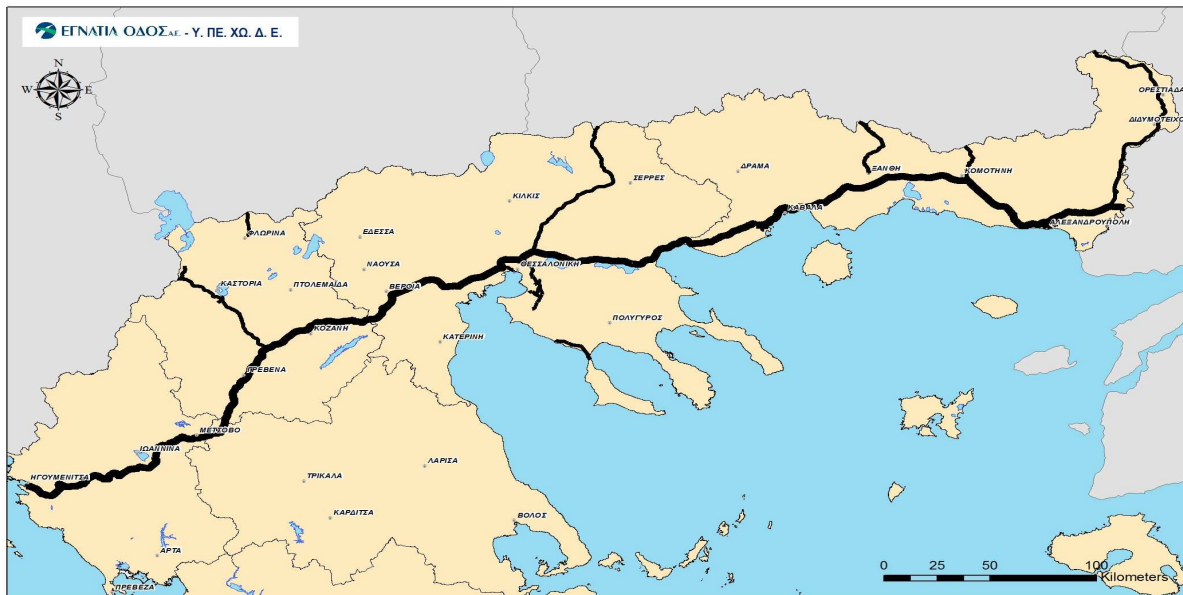 ΕΓΝΑΤΙΑ ΟΔΟΣ Α.Ε. - Υ. ΠΕ. ΧΩ. Δ. Ε.
N
W E
S
ΟΡΕΣΤΙΑΔΑ
ΔΙΔΥΜΟΤΕΙΧΟ
ΔΡΑΜΑ
ΞΑΝΘΗ
ΚΟΜΟΤΗΝΗ
ΣΕΡΡΕΣ
ΚΙΛΚΙΣ
ΚΑΒΑΛΑ
ΑΛΕΞΑΝΔΡΟΥΠΟΛΗ
ΦΛΩΡΙΝΑ
ΕΔΕΣΣΑ
ΝΑΟΥΣΑ
ΘΕΣΣΑΛΟΝΙΚΗ
ΚΑΣΤΟΡΙΑ
ΠΤΟΛΕΜΑΪΔΑ
ΒΕΡΟΙΑ
ΠΟΛΥΓΥΡΟΣ
ΚΟΖΑΝΗ
ΚΑΤΕΡΙΝΗ
ΓΡΕΒΕΝΑ
ΜΕΤΣΟΒΟ
ΙΩΑΝΝΙΝΑ
ΛΑΡΙΣΑ
ΗΓΟΥΜΕΝΙΤΣΑ
ΤΡΙΚΑΛΑ
ΚΑΡΔΙΤΣΑ
ΒΟΛΟΣ
ΑΡΤΑ
ΠΡΕΒΕΖΑ
0 25 50 100
Kilometers